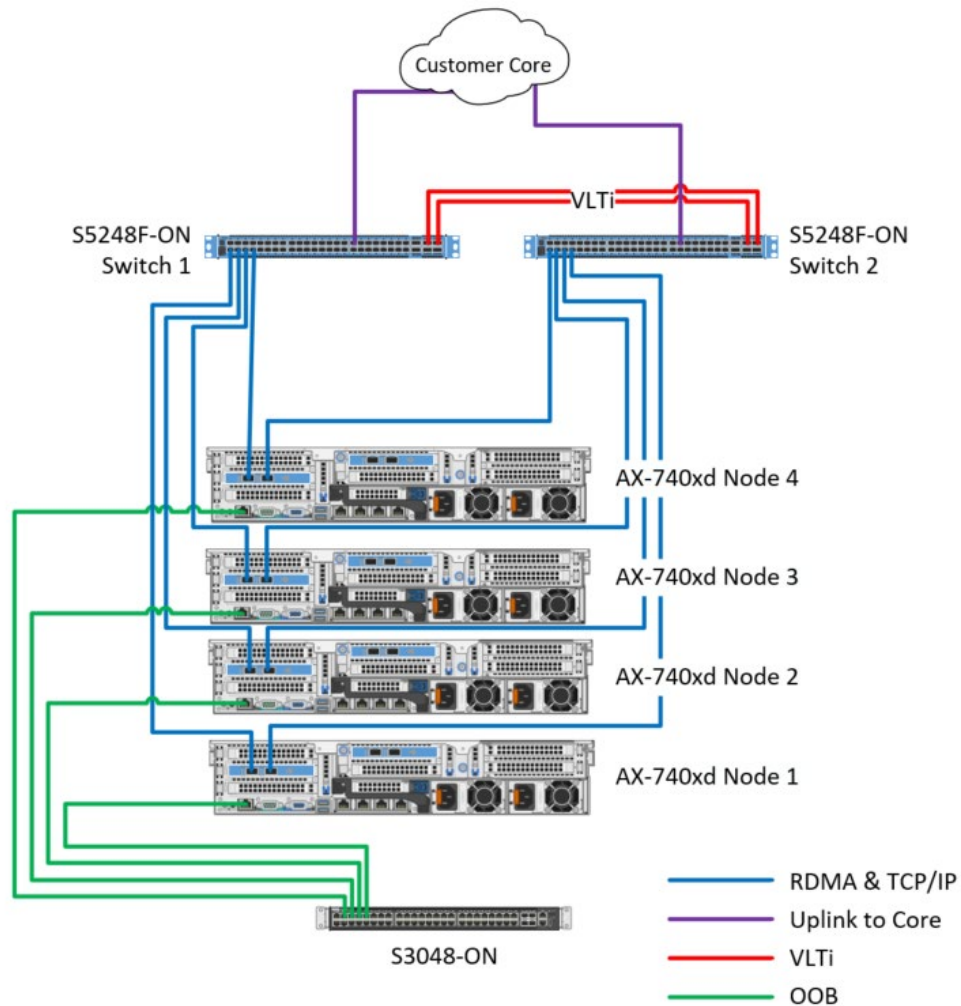 Customer Core
VLTi
S5248F-ON
Switch 1
S5248F-ON
Switch 2
AX-740xd Node 4
AX-740xd Node 3
AX-740xd Node 2
AX-740xd Node 1
S3048-ON
RDMA & TCP/IP
Uplink to Core
VLTi
OOB